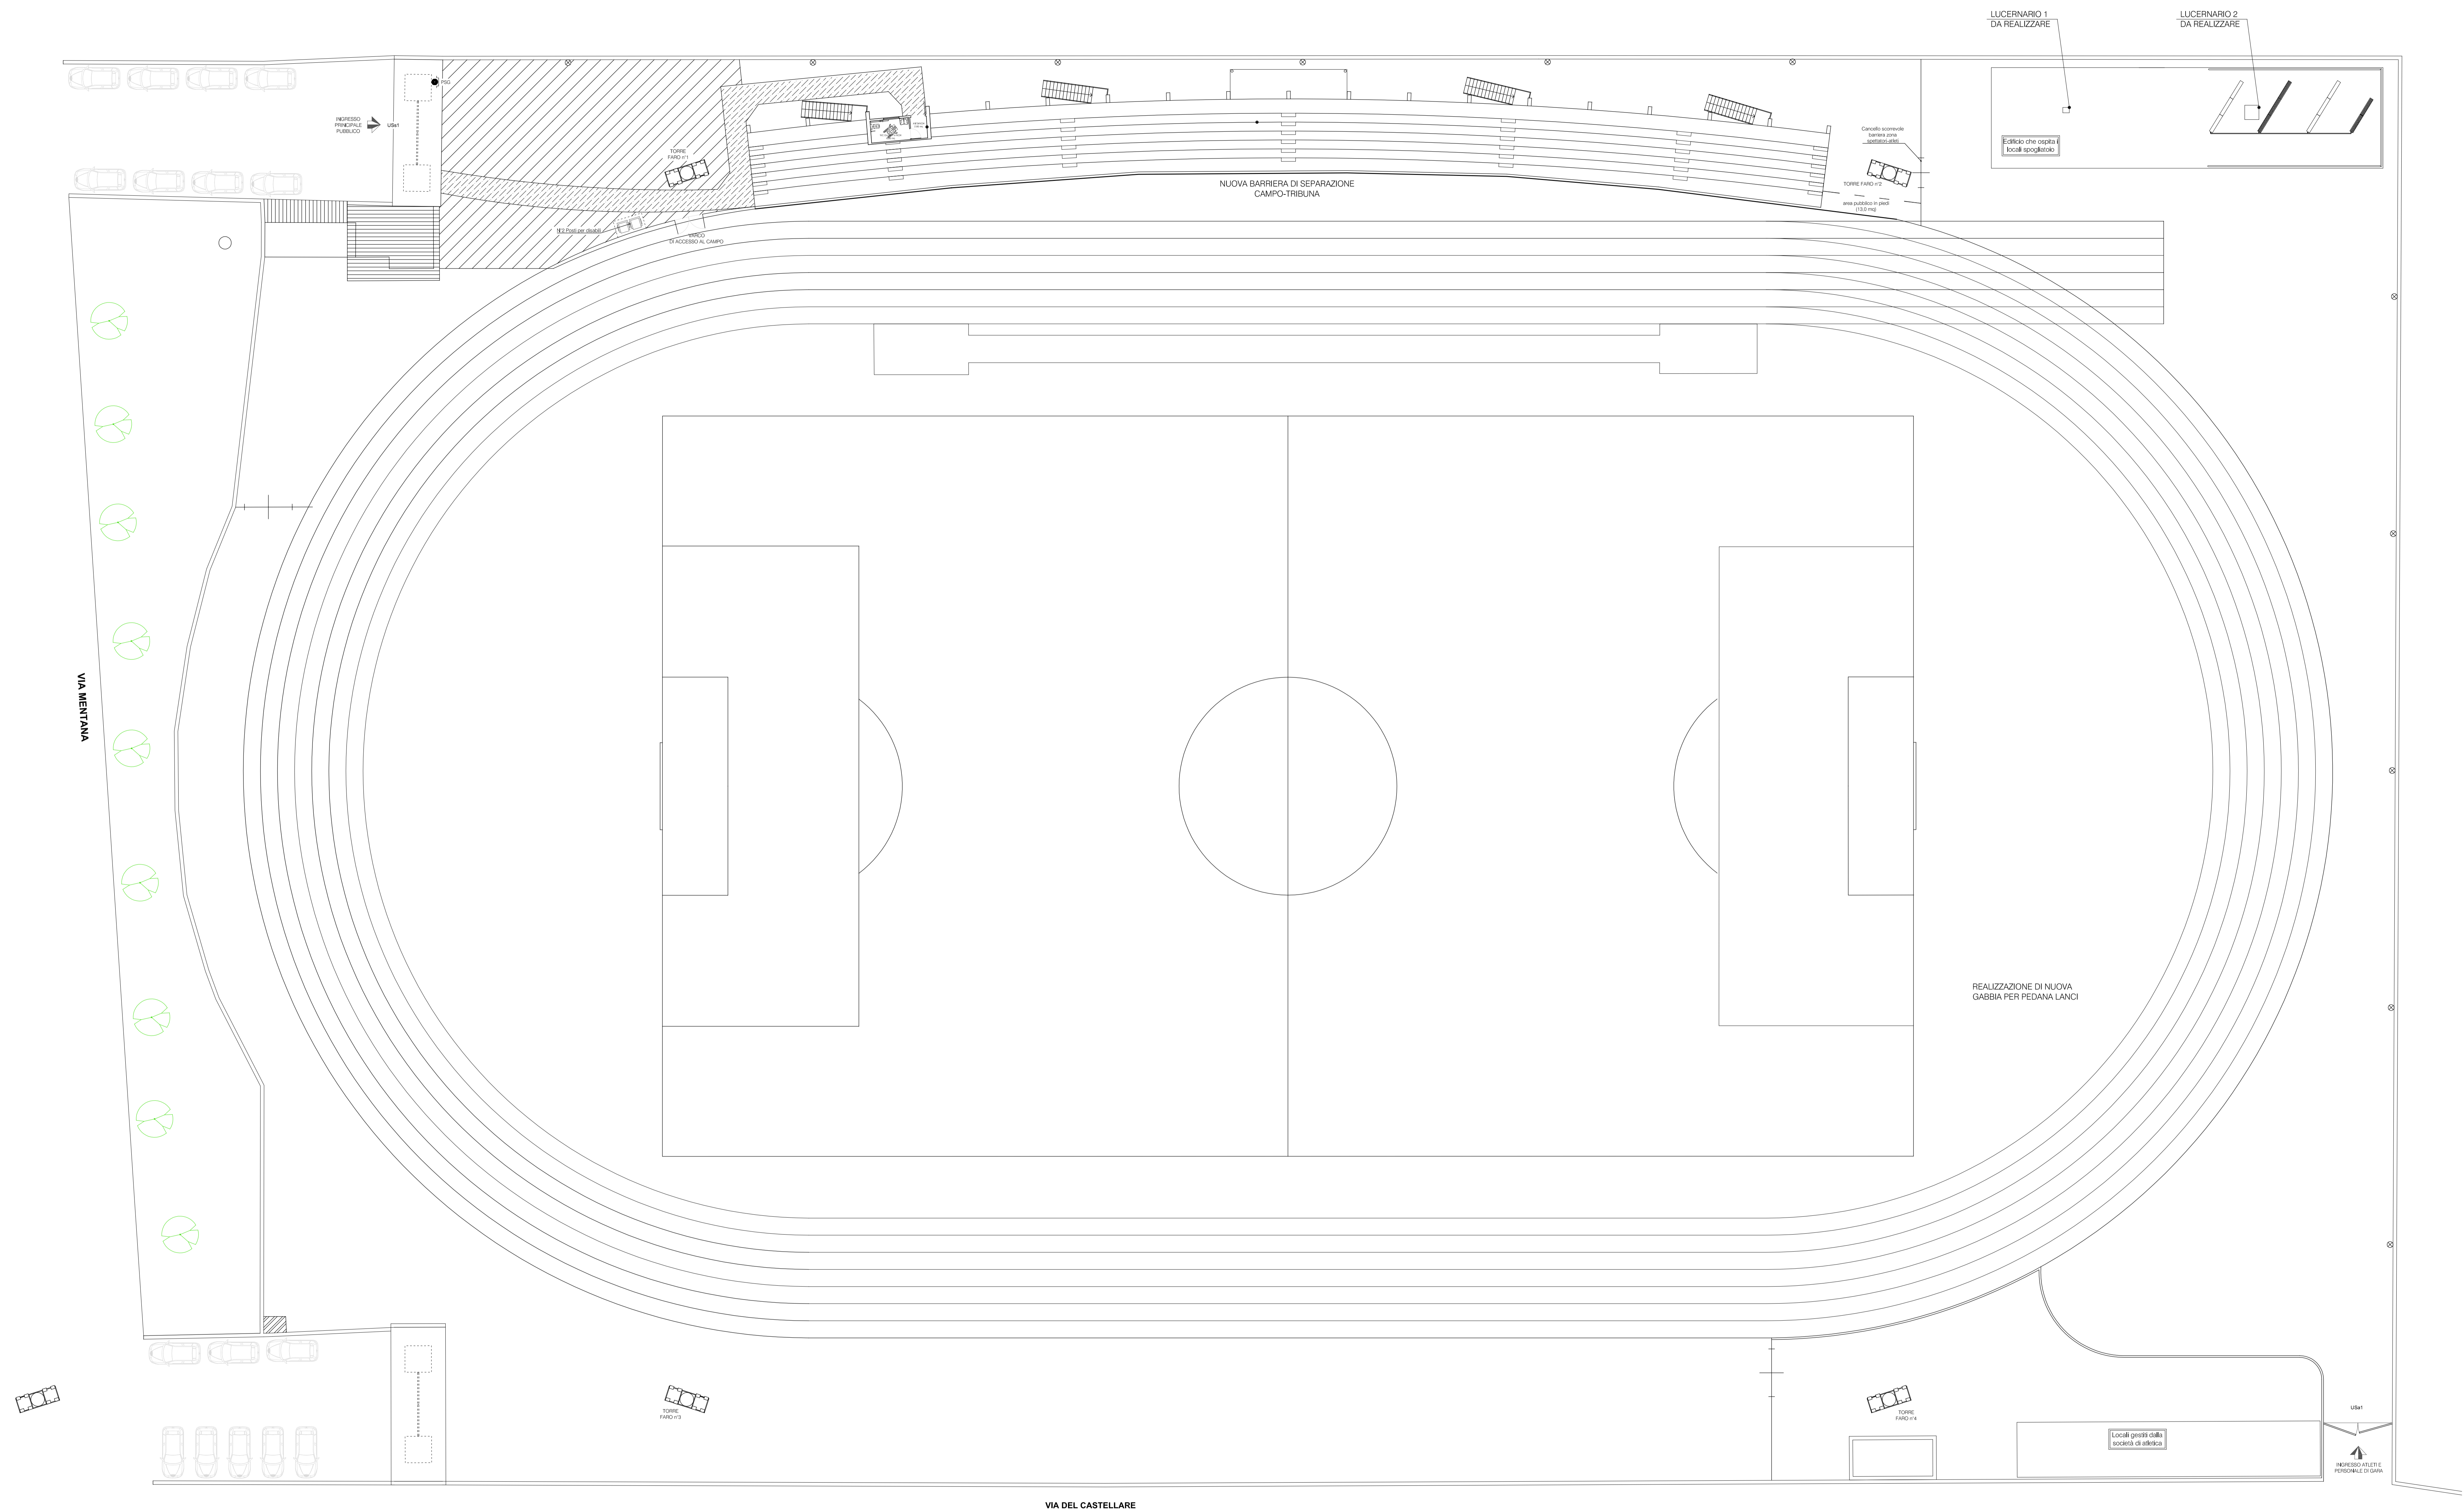 LUCERNARIO 1
DA REALIZZARE
LUCERNARIO 2
DA REALIZZARE
PSG
INGRESSO
PRINCIPALE
PUBBLICO
USa1
TORRE
FARO n°1
Cancello scorrevole
barriera zona
spettatori-atleti
Edificio che ospita i
locali spogliatoio
NUOVA BARRIERA DI SEPARAZIONE
CAMPO-TRIBUNA
TORRE FARO n°2
area pubblico in piedi
(13,0 mq)
N°2 Posti per disabili
VARCO
DI ACCESSO AL CAMPO
VIA MENTANA
REALIZZAZIONE DI NUOVA
GABBIA PER PEDANA LANCI
TORRE
FARO n°3
TORRE
FARO n°4
USa1
Locali gestiti dalla
società di atletica
INGRESSO ATLETI E
PERSONALE DI GARA
VIA DEL CASTELLARE